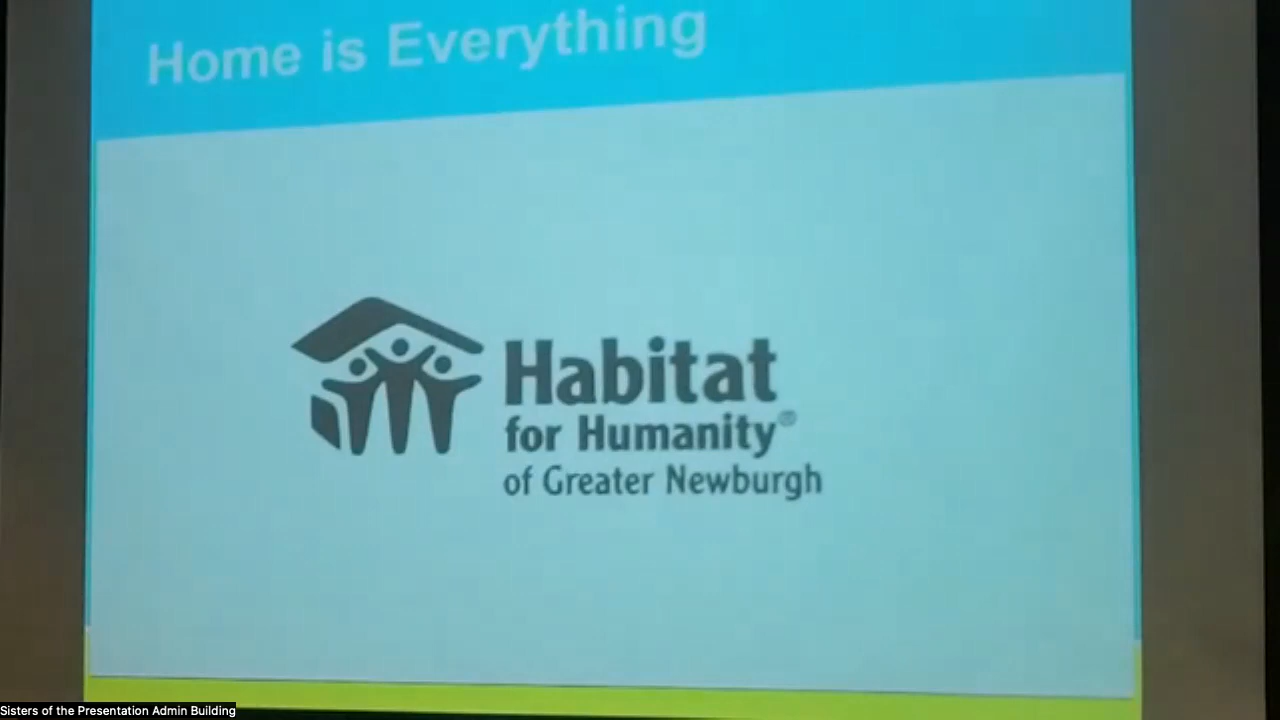 Home is Everything
Habitat
for Humanity®
of Greater Newburgh
Sisters of the Presentation Admin Building